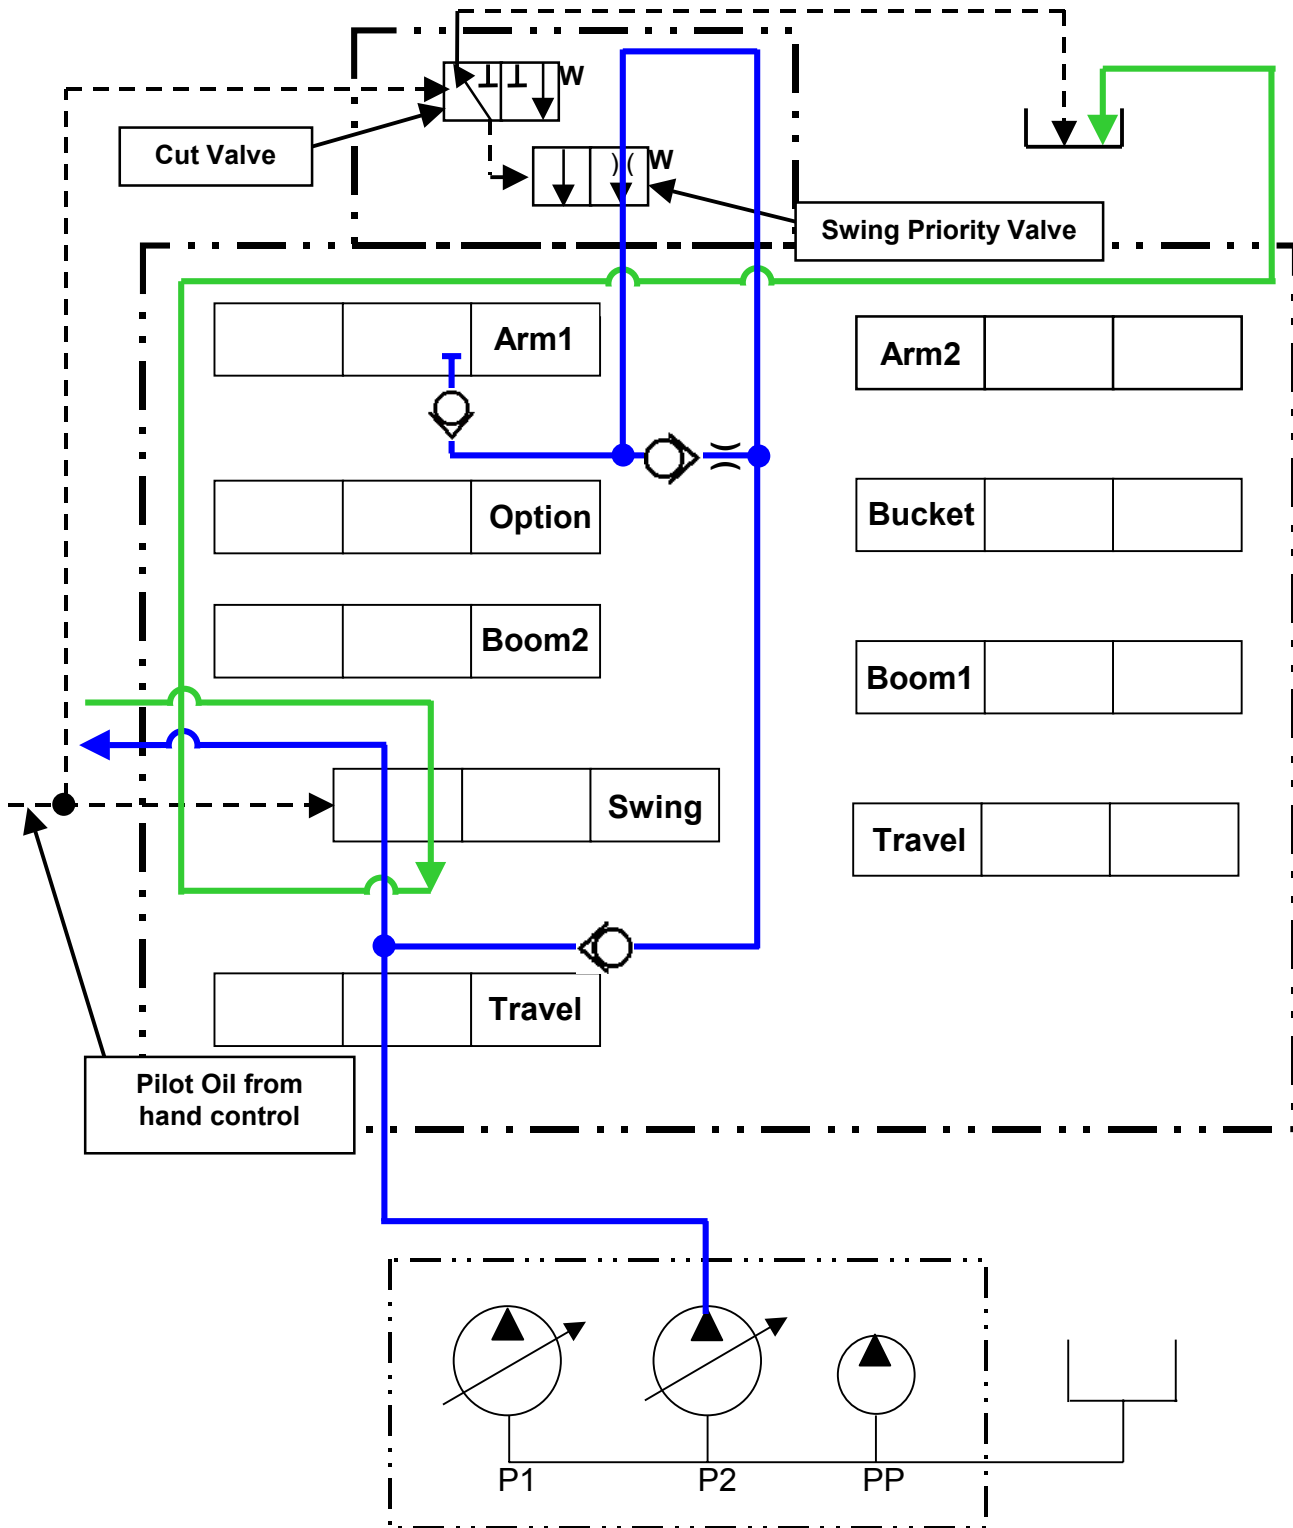 W
Cut Valve
W
Swing Priority Valve
Arm1
Arm2
Option
Bucket
Boom2
Boom1
Swing
Travel
Travel
Pilot Oil from
hand control
P1
P2
PP